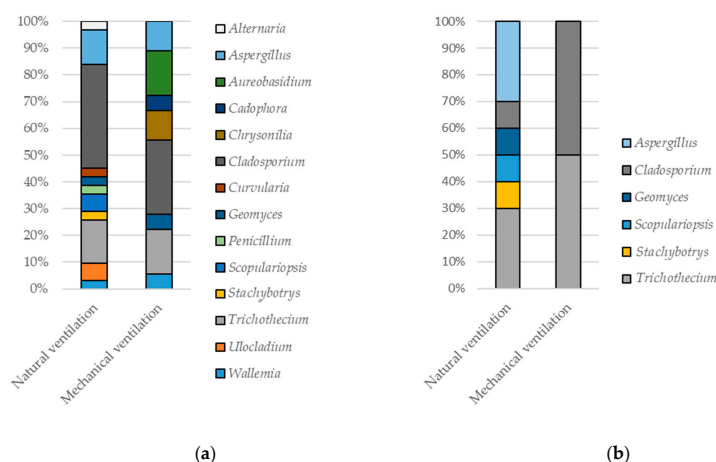 100%
90%
80%
70%
60%
50%
40%
30%
20%
10%
0%
Natural ventilation
Mechanical ventilation
Alternaria
Aspergillus
Aureobasidium
Cadophora
Chrysonilia
Cladosporium
Curvularia
Geomyces
Penicillium
Scopulariopsis
Stachybotrys
Trichothecium
Ulocladium
Wallemia
(a)
100%
90%
80%
70%
60%
50%
40%
30%
20%
10%
0%
Natural ventilation
Mechanical ventilation
Aspergillus
Cladosporium
Geomyces
Scopulariopsis
Stachybotrys
Trichothecium
(b)